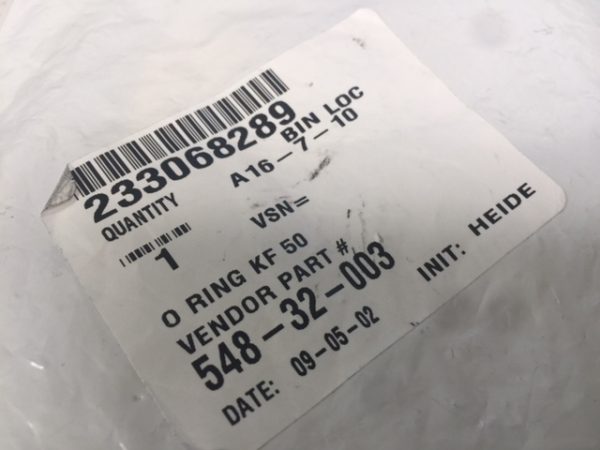 233068289
QUANTITY
BIN LOC
1
A16-7-10
VSN=
O RING KF 50
VENDOR PART #,
548-32-003
DATE: 09-05-02
INIT: HEIDE